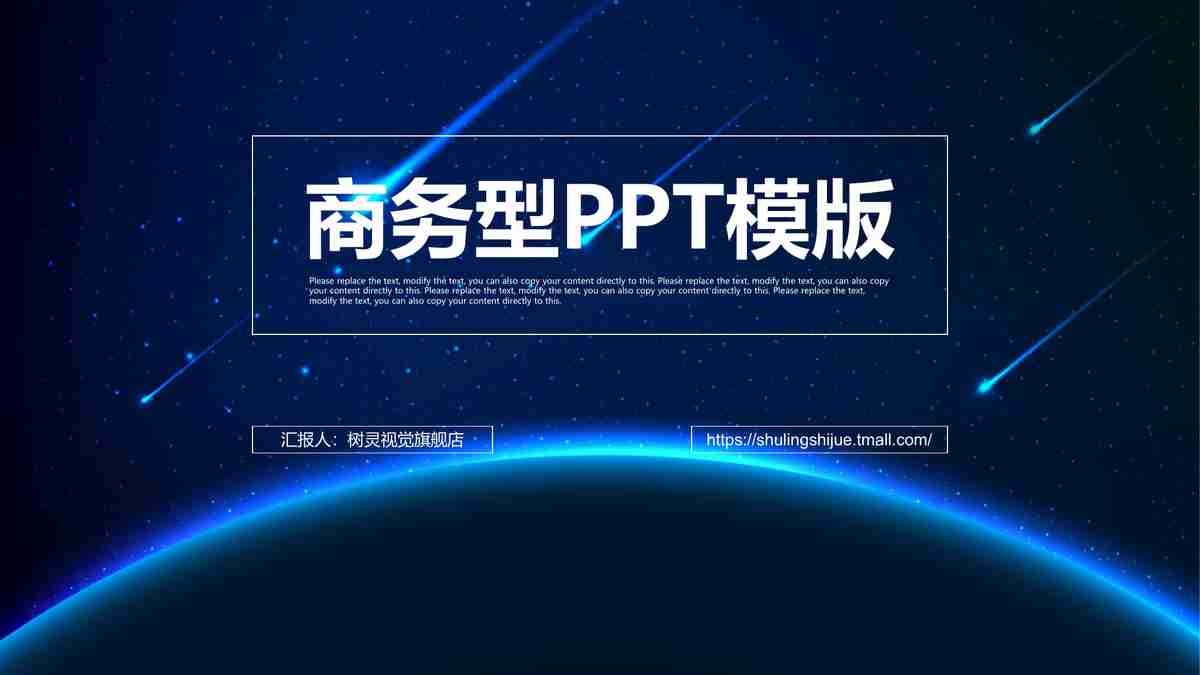 商务型PPT模版
Please replace the text, modify the text, you can also copy your content directly to this. Please replace the text, modify the text, you can also copy
your content directly to this. Please replace the text, modify the text, you can also copy your content directly to this. Please replace the text,
modify the text, you can also copy your content directly to this.
汇报人：树灵视觉旗舰店
https://shulingshijue.tmall.com/